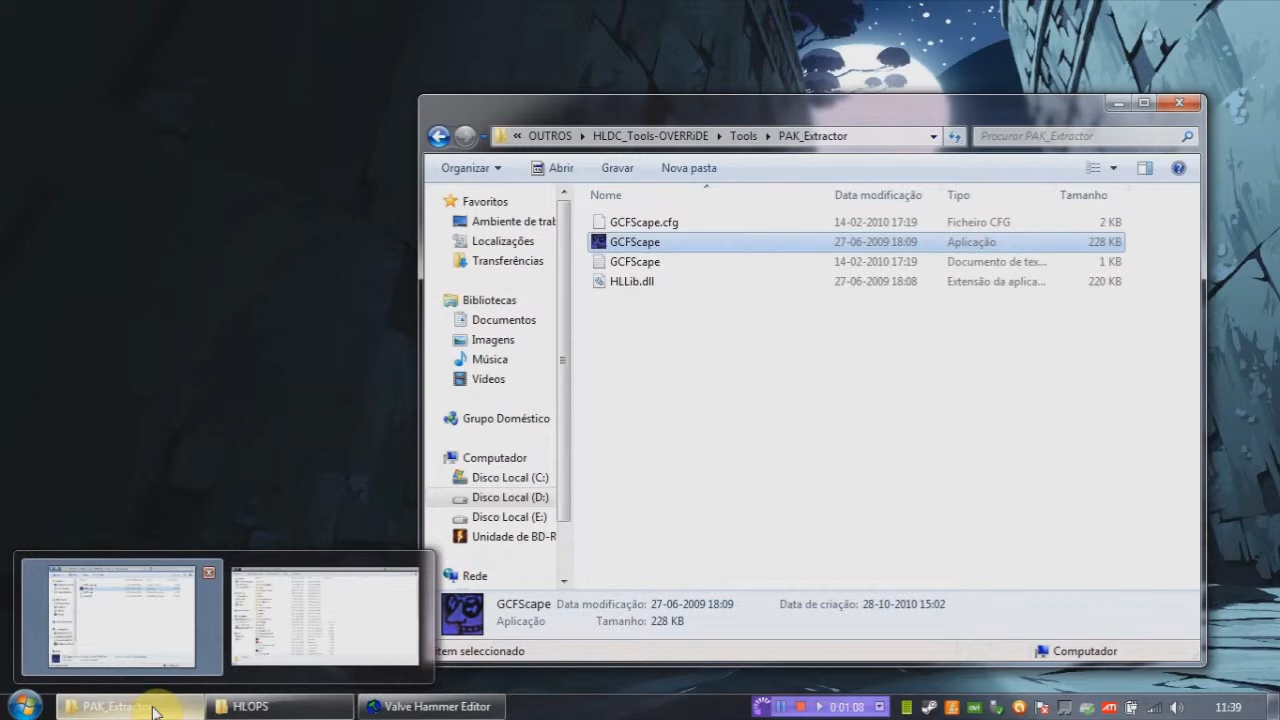 « OUTROS HLDC_Tools-OVERRiDE Tools PAK_Extractor Procurar PAK_Extractor
Organizar Abrir Gravar Nova pasta
Nome Data modificação Tipo Tamanho
Favoritos
Ambiente de trab
Localizações
Transferências
Bibliotecas
Documentos
Imagens
Música
Vídeos
Grupo Doméstico
Computador
Disco Local (C:)
Disco Local (D:)
Disco Local (E:)
Unidade de BD-R
Rede
GCFScape.cfg 14-02-2010 17:19 Ficheiro CFG 2 KB
GCFScape 27-06-2009 18:09 Aplicação 228 KB
GCFScape 14-02-2010 17:19 Documento de tex... 1 KB
HLLib.dll 27-06-2009 18:08 Extensão da aplica... 220 KB
GCFScape Data modificação: 27-06-2009 18:09 Data de criação: 28-10-2010 15:02
Aplicação Tamanho: 228 KB
item seleccionado Computador
PAK_Extractor HLOPS Valve Hammer Editor 0:01:08 ATI 11:39